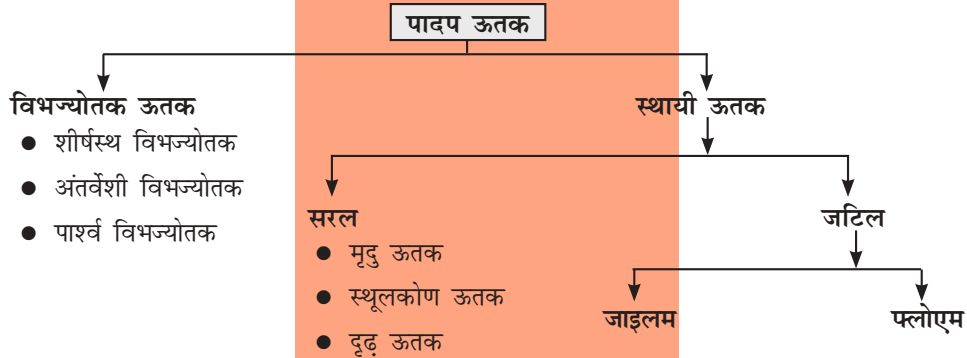 पादप ऊतक
विभज्योतक ऊतक
● शीर्षस्थ विभज्योतक
● अंतर्वेशी विभज्योतक
● पार्श्व विभज्योतक
स्थायी ऊतक
सरल
● मृदु ऊतक
● स्थूलकोण ऊतक
● दृढ़ ऊतक
जटिल
जाइलम
फ्लोएम